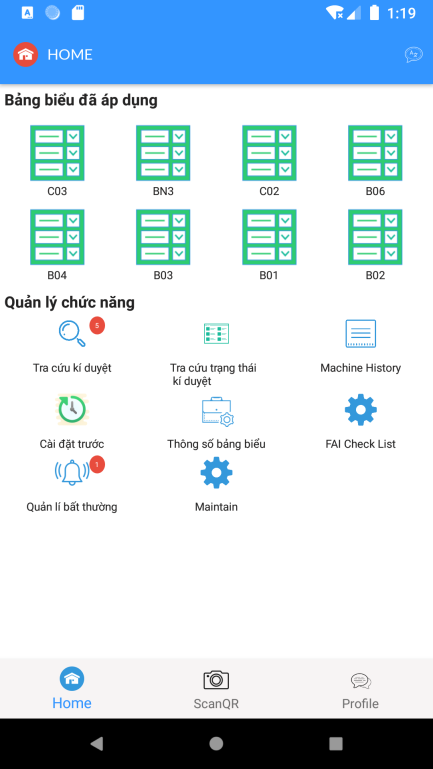 1:19
HOME
Bảng biểu đã áp dụng
C03 BN3 C02 B06
B04 B03 B01 B02
Quản lý chức năng
5
Tra cứu kí duyệt Tra cứu trạng thái Machine History
kí duyệt
Cài đặt trước Thông số bảng biểu FAI Check List
1
Quản lí bất thường Maintain
Home ScanQR Profile